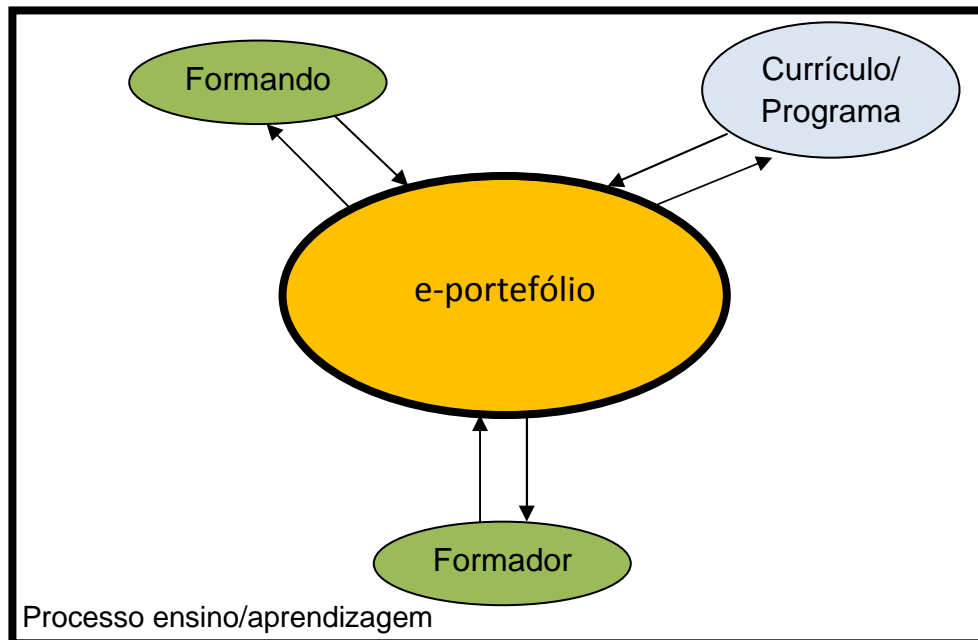 Formando
Currículo/
Programa
e-portefólio
Formador
Processo ensino/aprendizagem